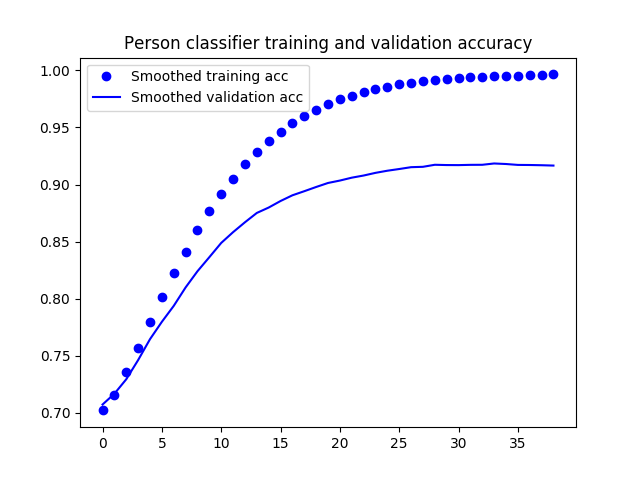 Person classifier training and validation accuracy
Smoothed training acc
Smoothed validation acc
1.00
0.95
0.90
0.85
0.80
0.75
0.70
0 5 10 15 20 25 30 35